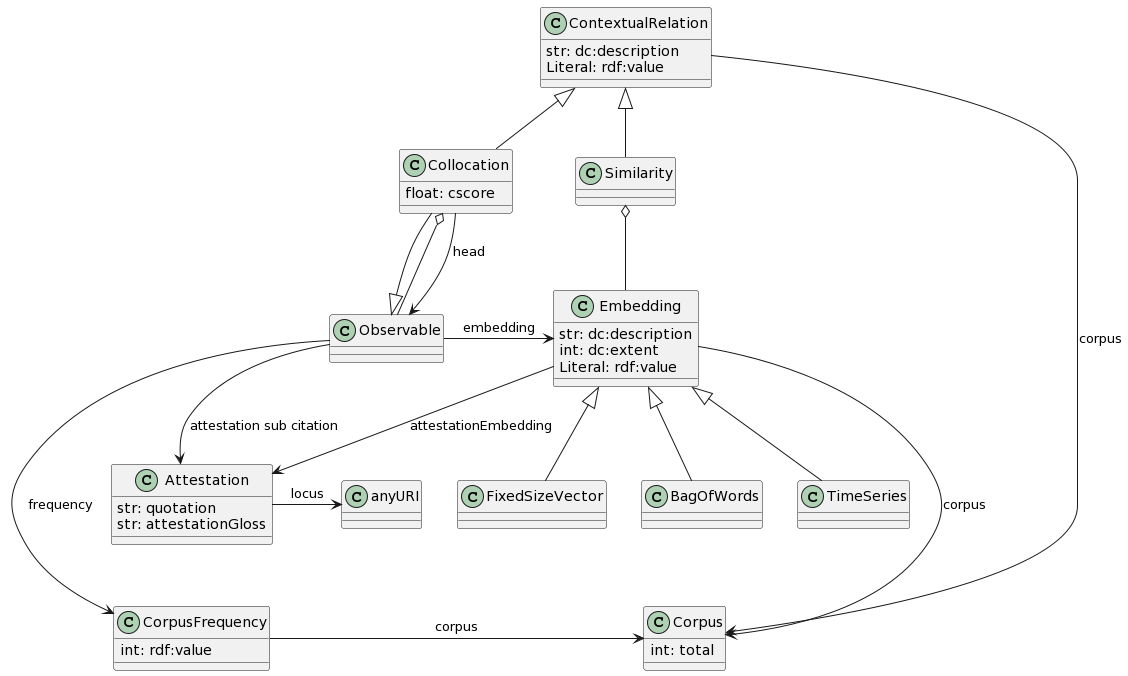 C ContextualRelation
str: dc:description
Literal: rdf:value
C Collocation
float: cscore
C Similarity
head
corpus
C Observable
embedding
C Embedding
str: dc:description
int: dc:extent
Literal: rdf:value
attestation sub citation
attestationEmbedding
C Attestation
str: quotation
str: attestationGloss
locus
C anyURI
C FixedSizeVector
C BagOfWords
C TimeSeries
frequency
corpus
C CorpusFrequency
int: rdf:value
corpus
C Corpus
int: total